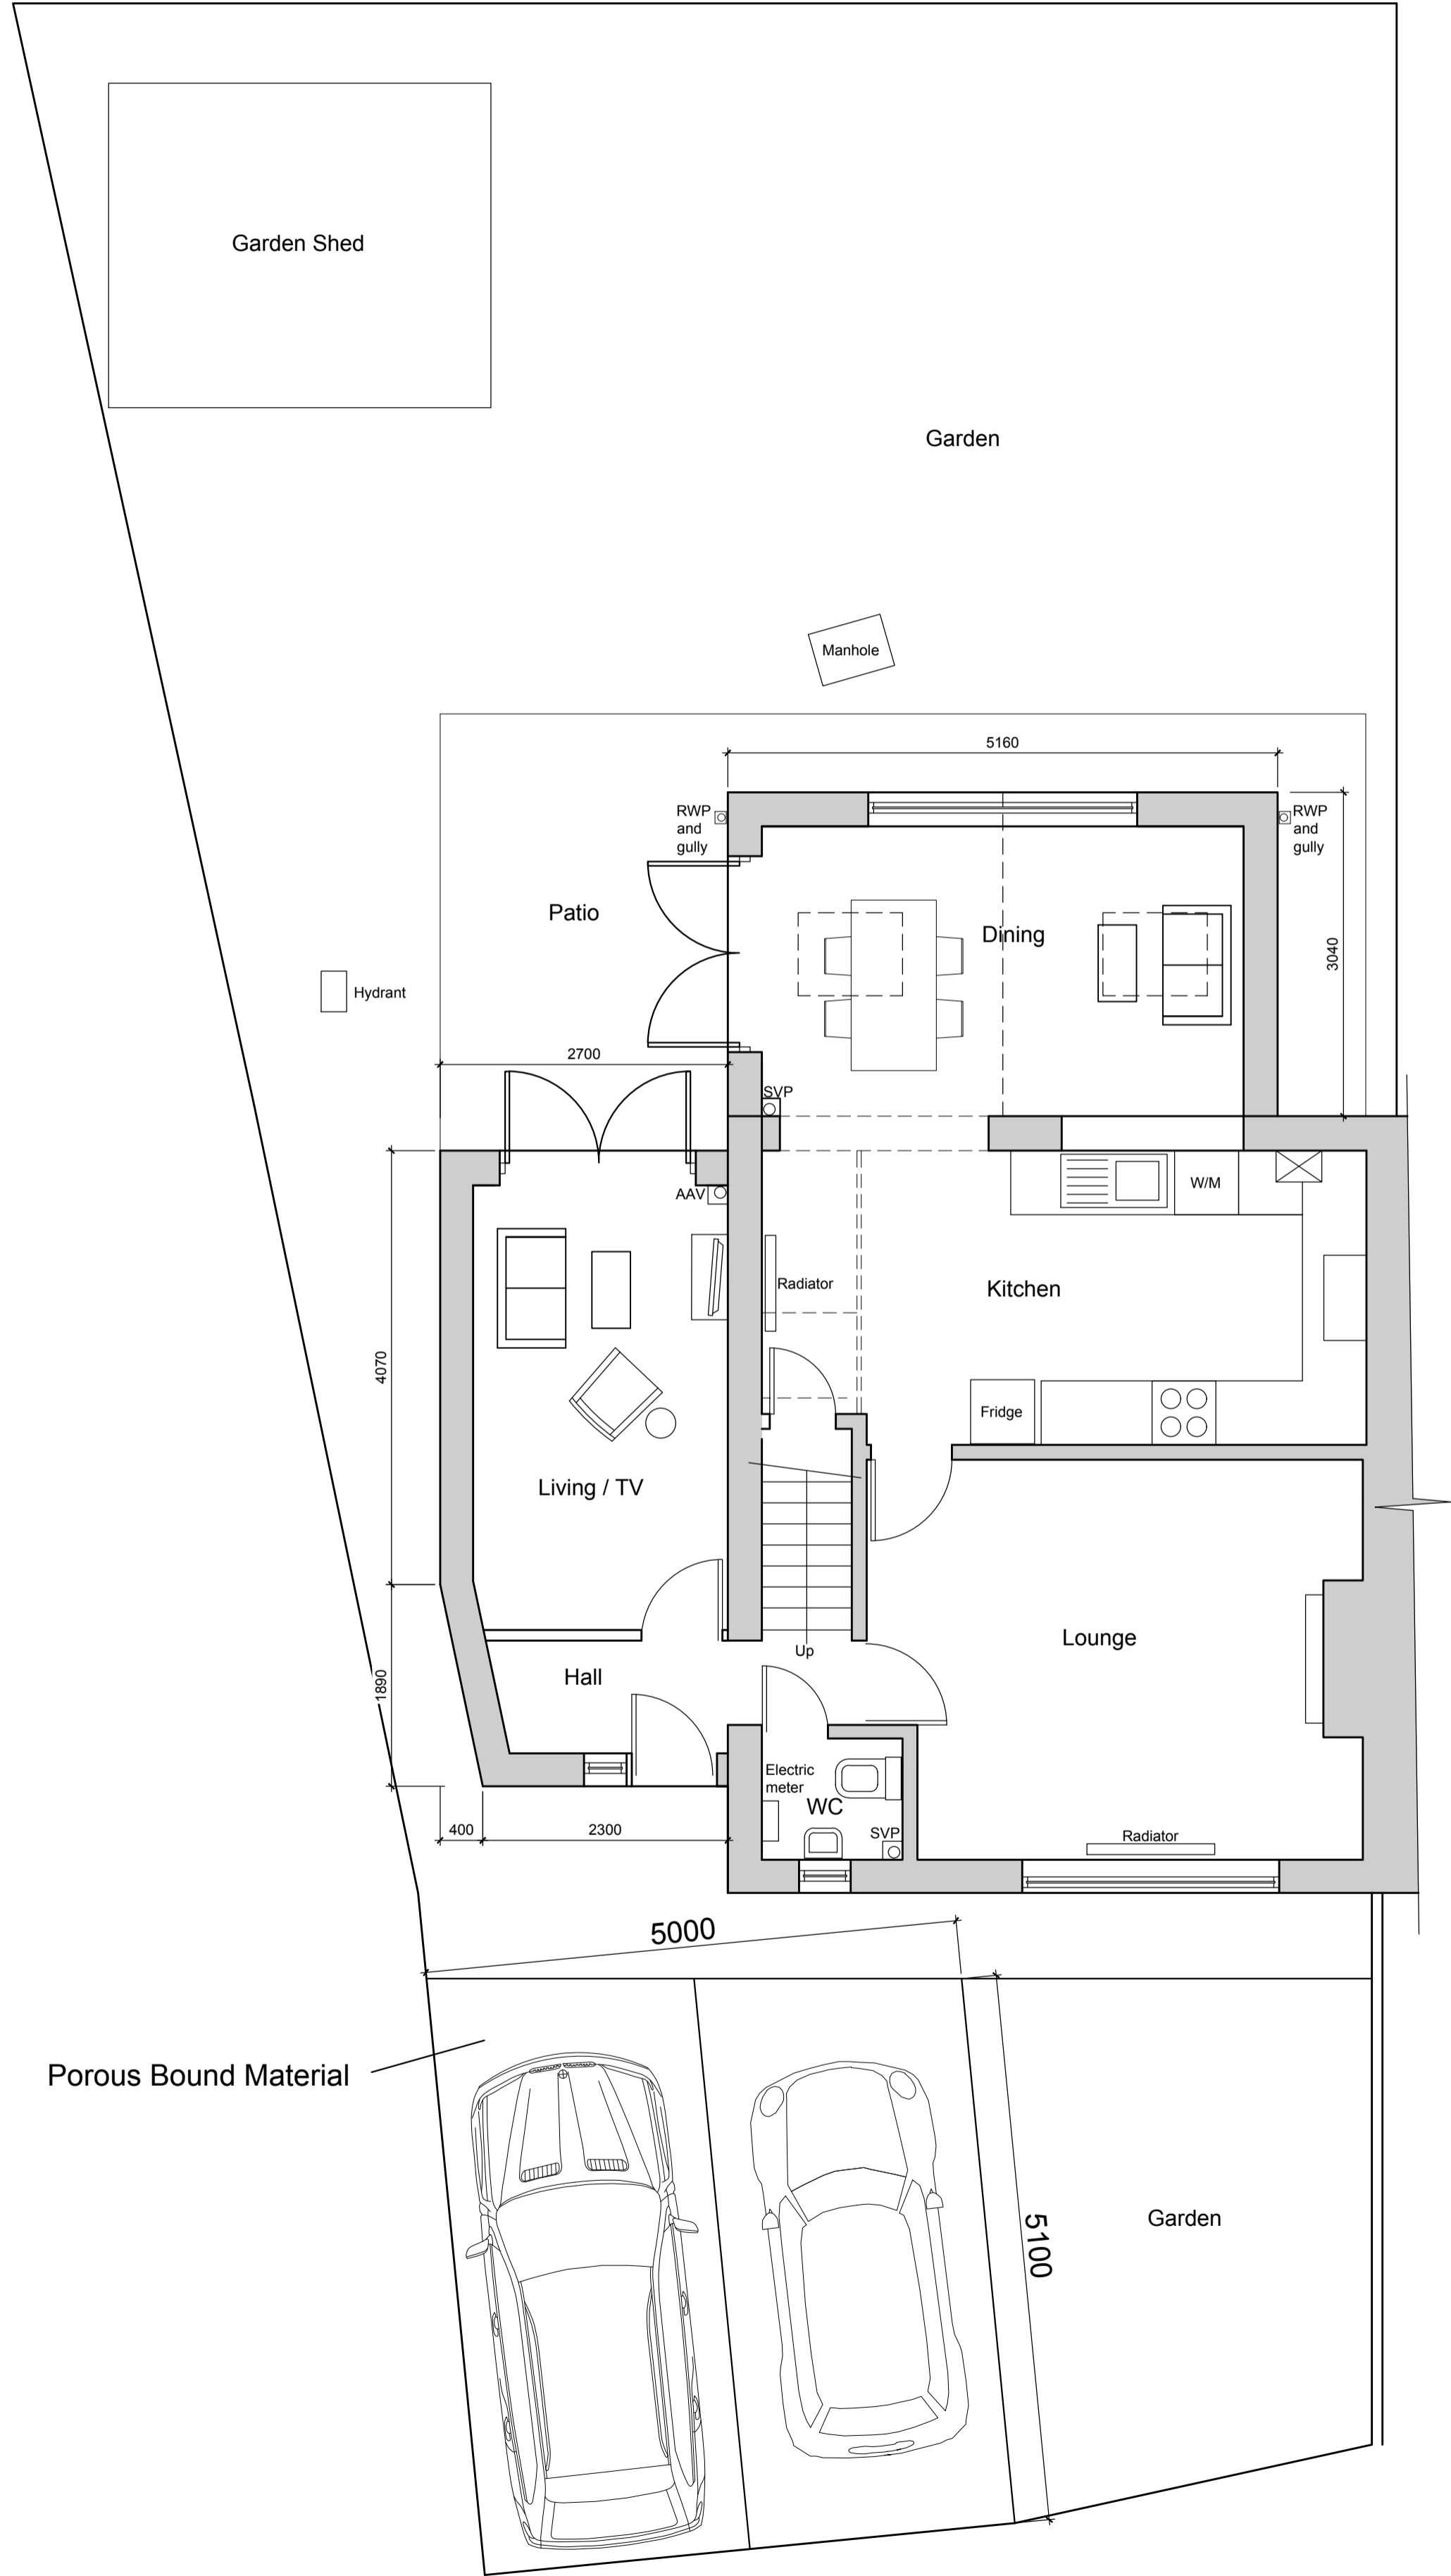 Garden Shed
Garden
Manhole
5160
RWP
and
gully
RWP
and
gully
Patio
Dining
3040
Hydrant
2700
SVP
AAV
W/M
Radiator
Kitchen
4070
Fridge
Living / TV
Lounge
Up
Hall
1890
Electric
meter
WC
SVP
Radiator
400
2300
5000
Porous Bound Material
5100
Garden